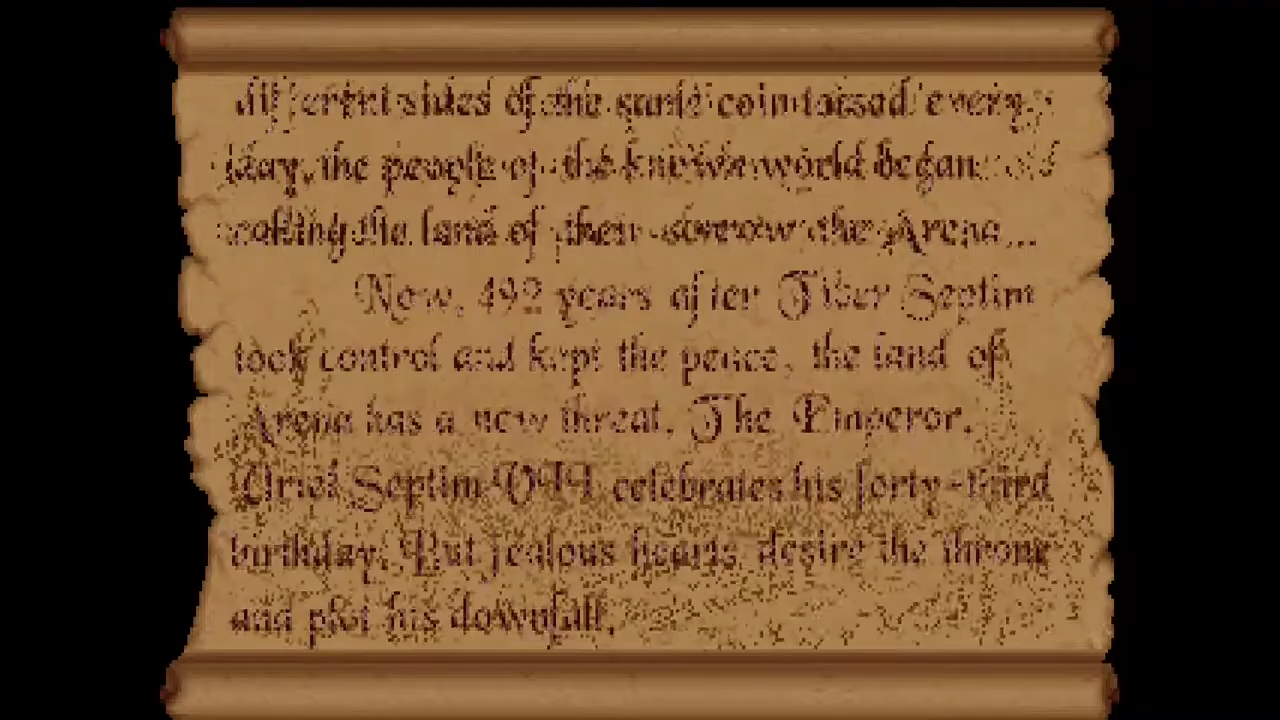 different sides of the same coin tossed every
day, the people of the known world began
calling the land of their sorrow the Arena...
Now, 492 years after Tiber Septim
took control and kept the peace, the land of
Arena has a new threat. The Emperor,
Uriel Septim VII celebrates his forty-third
birthday. But jealous hearts desire the throne
and plot his downfall.